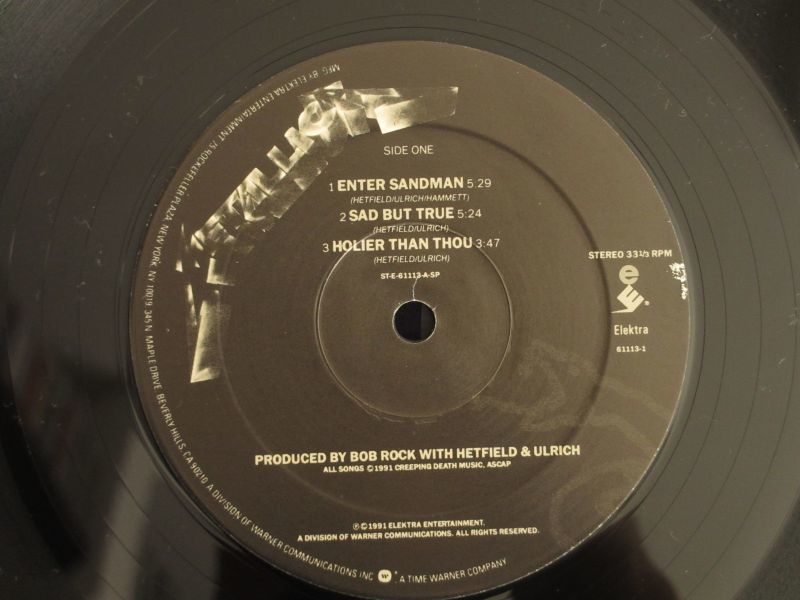 METALLICA
SIDE ONE
1 ENTER SANDMAN 5.29
(HETFIELD/ULRICH/HAMMETT)
2 SAD BUT TRUE 5:24
(HETFIELD/ULRICH)
3 HOLIER THAN THOU 3:47
(HETFIELD/ULRICH)
ST-E-61113-A-SP
STEREO 33 1/3 RPM
e
Elektra
61113-1
PRODUCED BY BOB ROCK WITH HETFIELD & ULRICH
ALL SONGS ©1991 CREEPING DEATH MUSIC, ASCAP
℗©1991 ELEKTRA ENTERTAINMENT.
A DIVISION OF WARNER COMMUNICATIONS. ALL RIGHTS RESERVED.
MFG. BY ELEKTRA ENTERTAINMENT 75 ROCKEFELLER PLAZA, NEW YORK, NY 10019 345 N. MAPLE DRIVE, BEVERLY HILLS, CA 90210. A DIVISION OF WARNER COMMUNICATIONS INC. W ® A TIME WARNER COMPANY